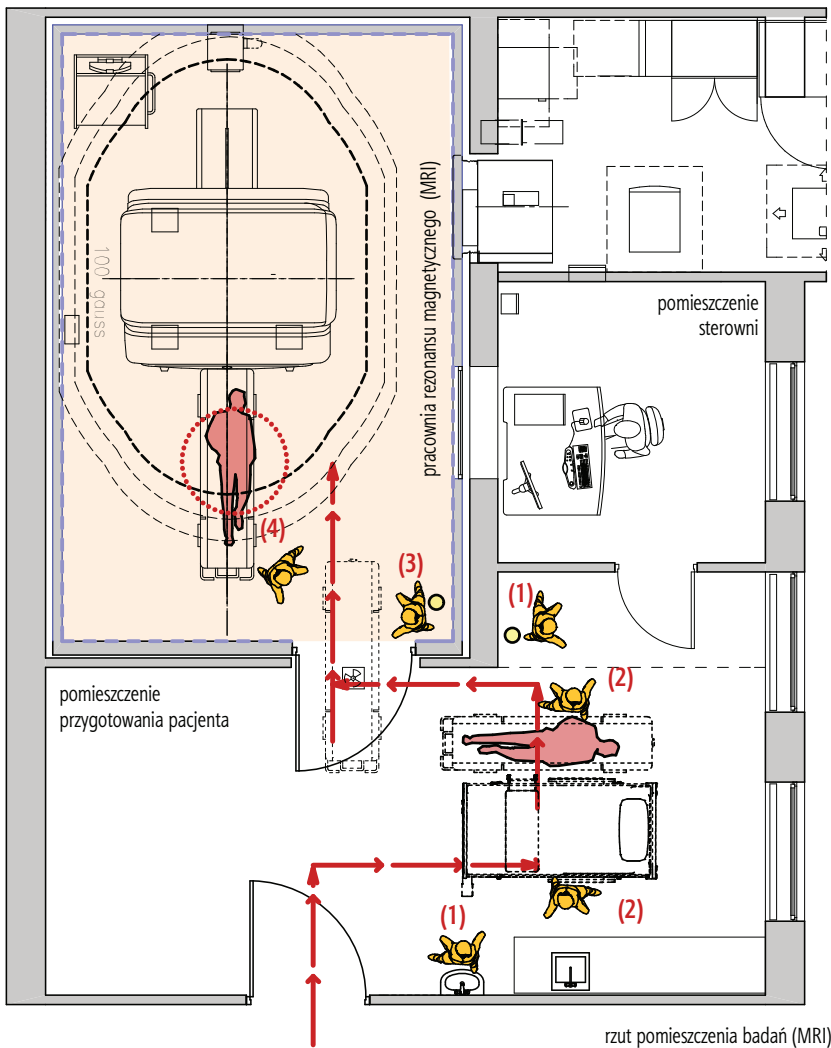 pracownia rezonansu magnetycznego (MRI)
100 gauss
pomieszczenie
sterowni
(4)
(3)
(1)
(2)
pomieszczenie
przygotowania pacjenta
(1)
(2)
rzut pomieszczenia badań (MRI)